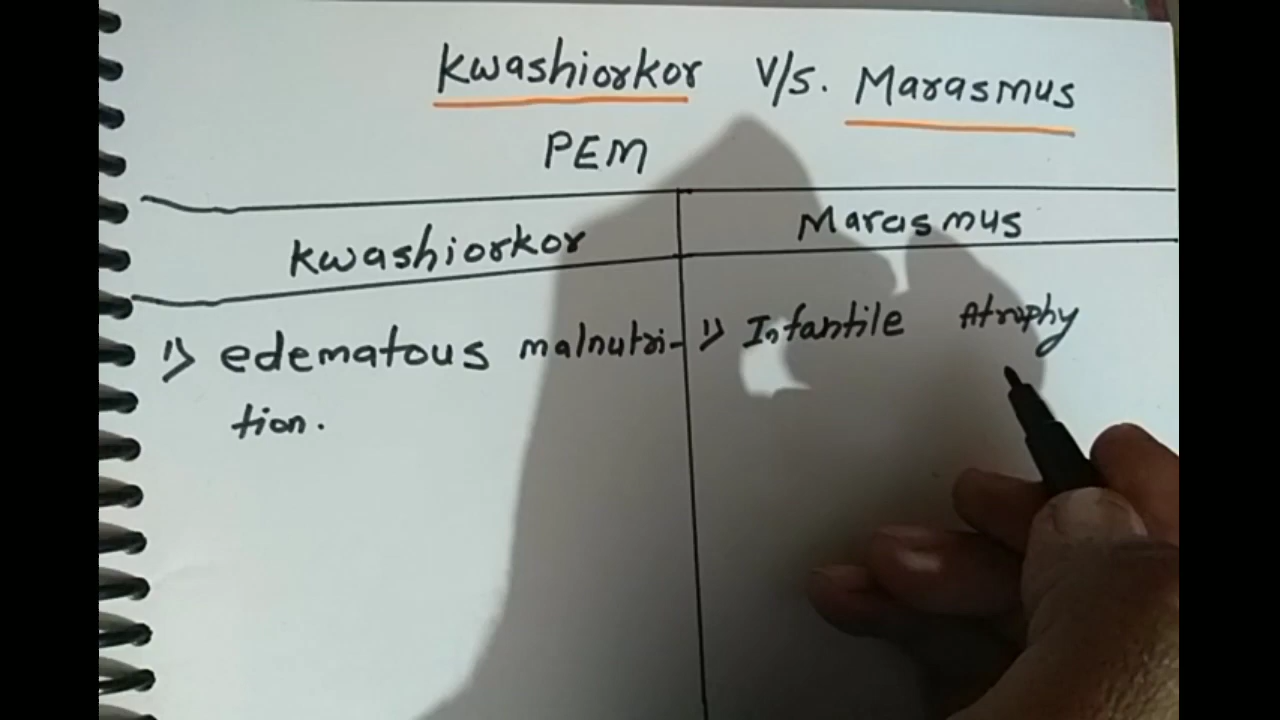 Kwashiorkor V/s. Marasmus
PEM
Kwashiorkor
Marasmus
1) edematous malnutri-
tion.
1) Infantile Atrophy